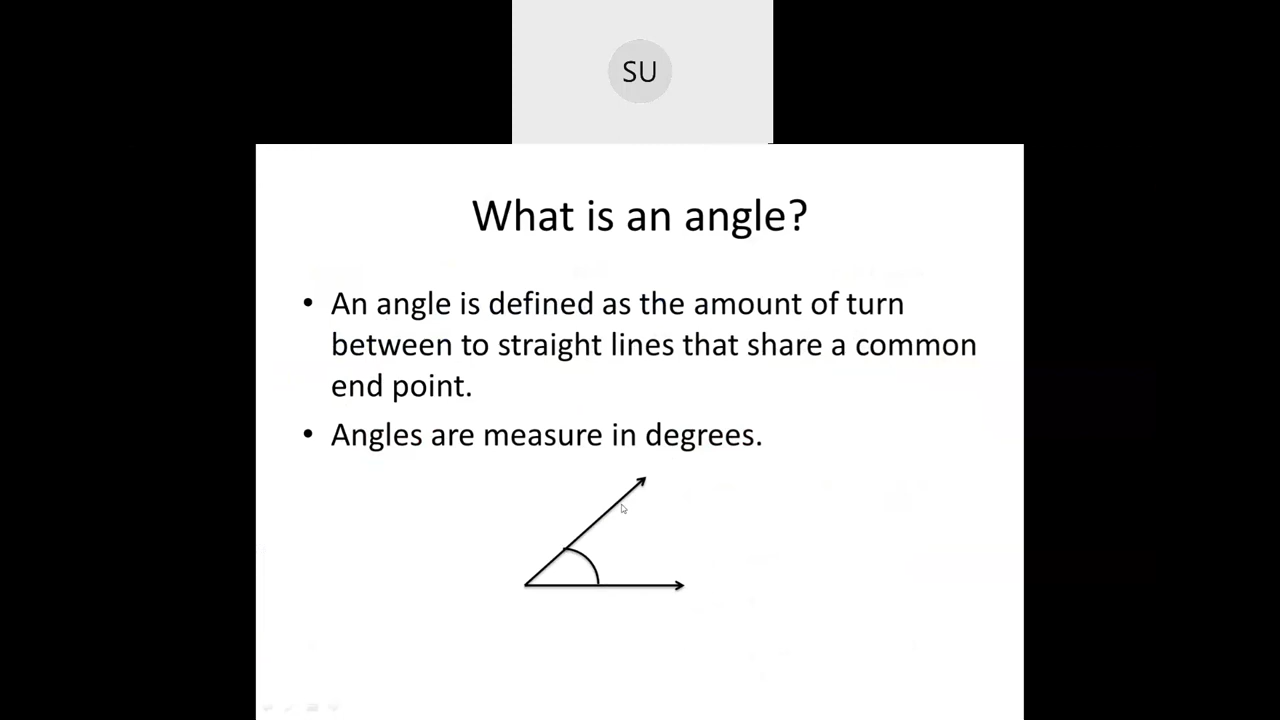 SU
What is an angle?
• An angle is defined as the amount of turn
between to straight lines that share a common
end point.
• Angles are measure in degrees.